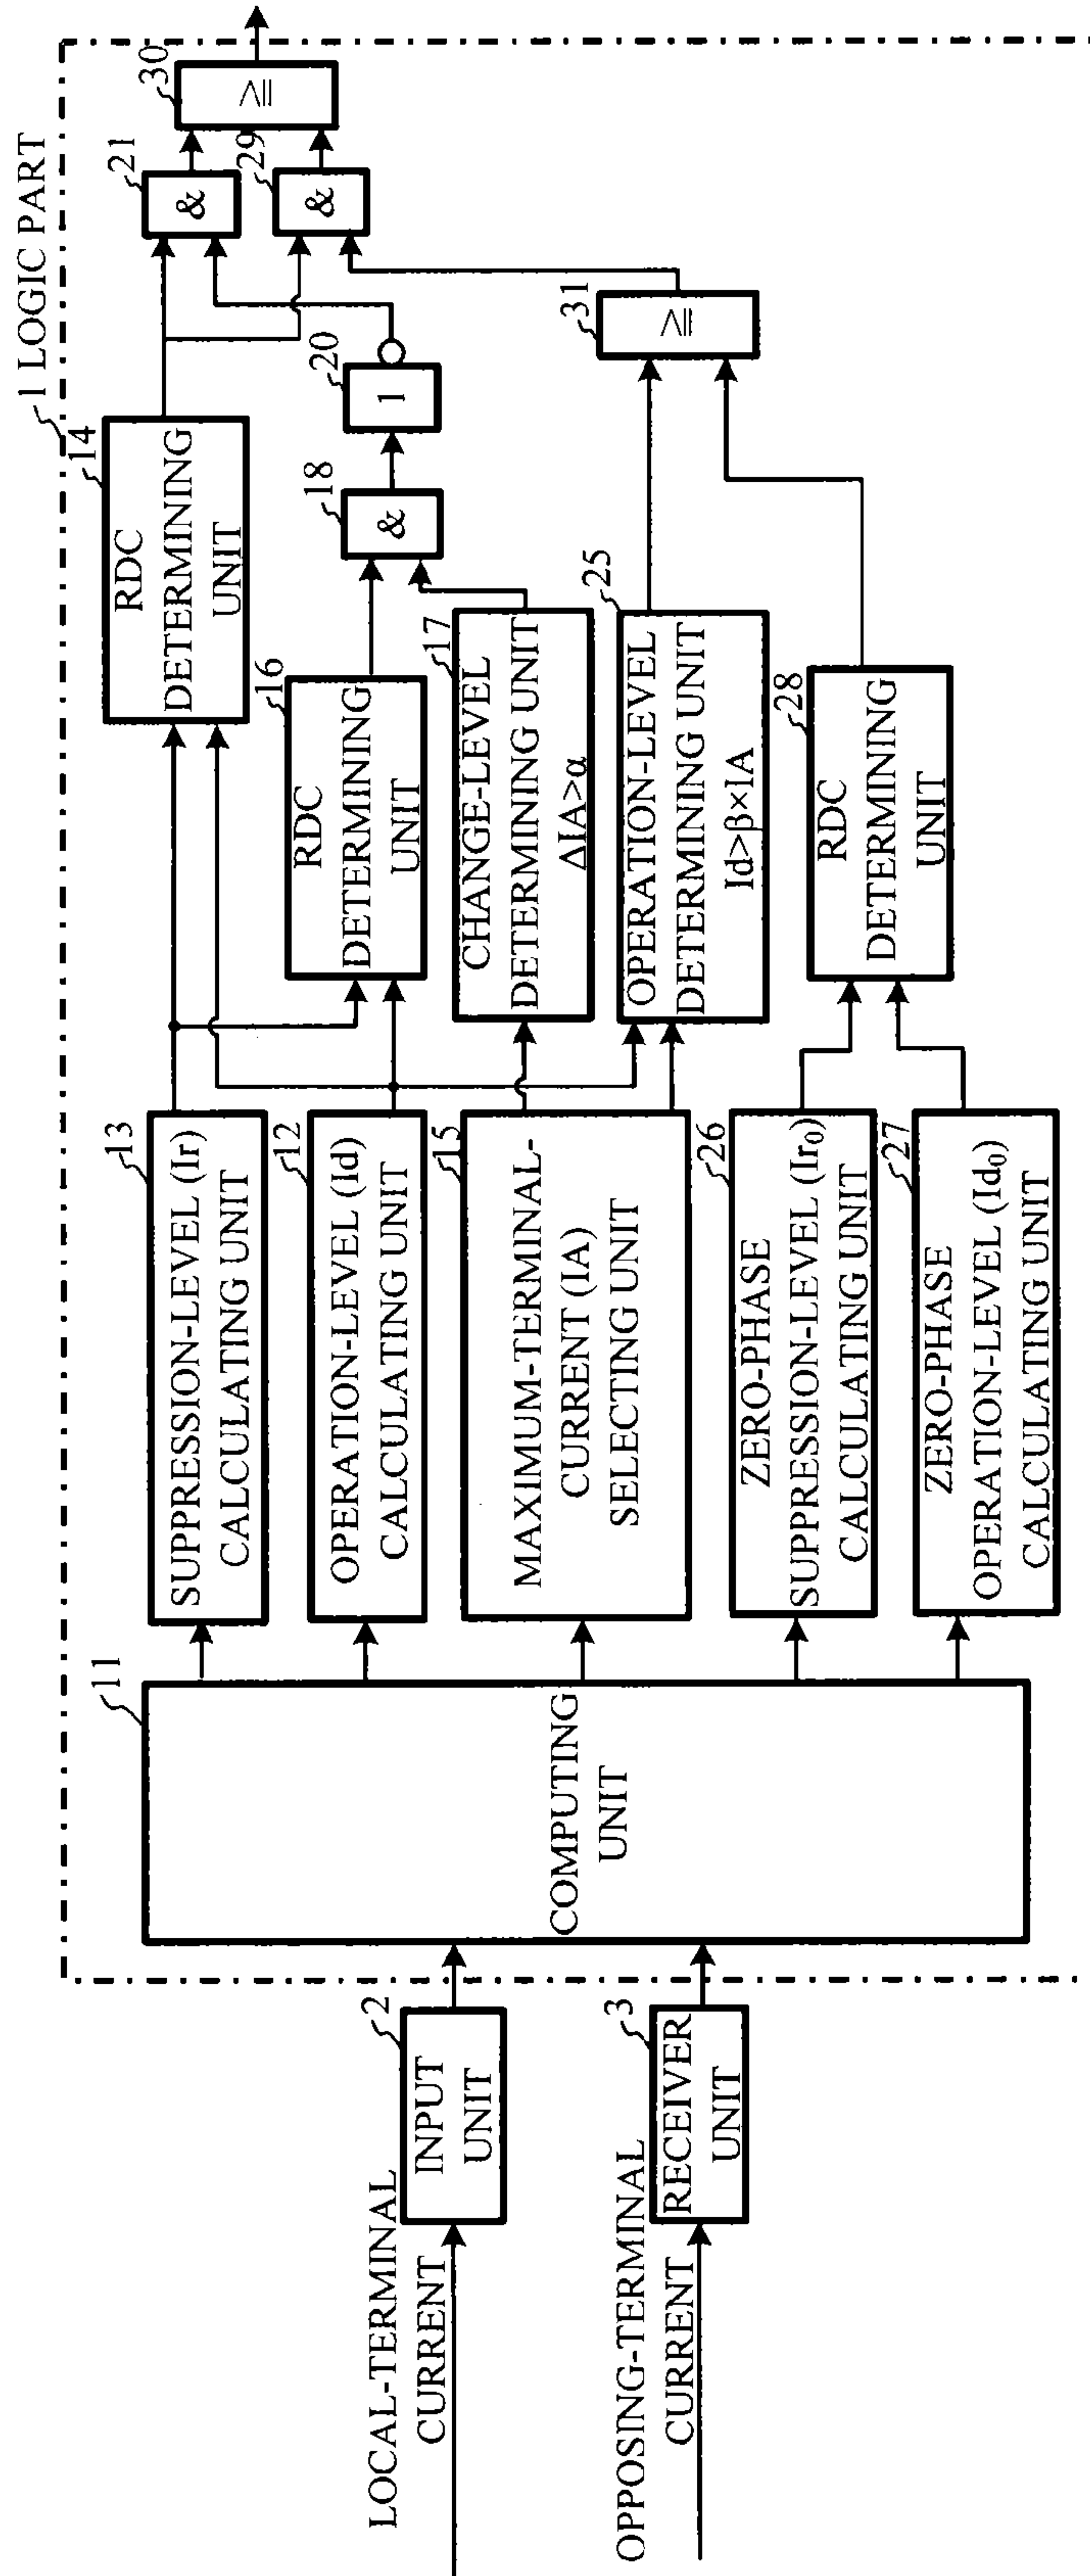 1 LOGIC PART
LOCAL-TERMINAL
CURRENT
2
INPUT
UNIT
OPPOSING-TERMINAL
CURRENT
3
RECEIVER
UNIT
11
COMPUTING
UNIT
13
SUPPRESSION-LEVEL (Ir)
CALCULATING UNIT
12
OPERATION-LEVEL (Id)
CALCULATING UNIT
15
MAXIMUM-TERMINAL-
CURRENT (IA)
SELECTING UNIT
26
ZERO-PHASE
SUPPRESSION-LEVEL (Ir₀)
CALCULATING UNIT
27
ZERO-PHASE
OPERATION-LEVEL (Id₀)
CALCULATING UNIT
14
RDC
DETERMINING
UNIT
16
RDC
DETERMINING
UNIT
17
CHANGE-LEVEL
DETERMINING UNIT
ΔIA>α
25
OPERATION-LEVEL
DETERMINING UNIT
Id>β×IA
28
RDC
DETERMINING
UNIT
18
&
20
1
31
≧
21
&
29
&
30
≧